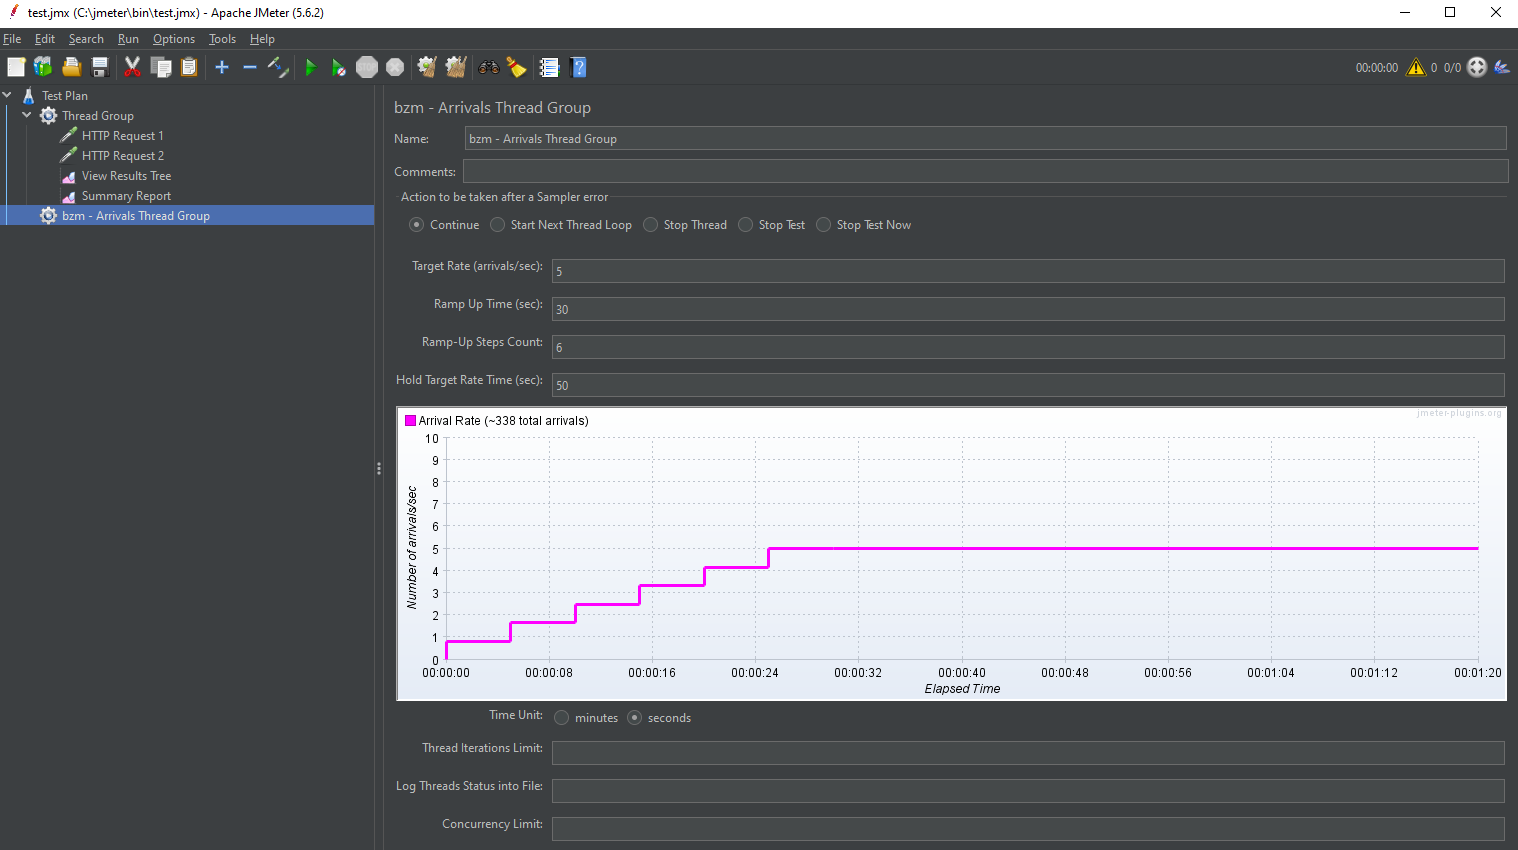 test.jmx (C:\jmeter\bin\test.jmx) - Apache JMeter (5.6.2)
File Edit Search Run Options Tools Help
STOP 00:00:00 0 0/0
Test Plan
Thread Group
HTTP Request 1
HTTP Request 2
View Results Tree
Summary Report
bzm - Arrivals Thread Group
bzm - Arrivals Thread Group
Name: bzm - Arrivals Thread Group
Comments:
Action to be taken after a Sampler error
Continue Start Next Thread Loop Stop Thread Stop Test Stop Test Now
Target Rate (arrivals/sec): 5
Ramp Up Time (sec): 30
Ramp-Up Steps Count: 6
Hold Target Rate Time (sec): 50
jmeter-plugins.org
Arrival Rate (~338 total arrivals)
10
9
8
7
6
5
4
3
2
1
0
Number of arrivals/sec
00:00:00 00:00:08 00:00:16 00:00:24 00:00:32 00:00:40 00:00:48 00:00:56 00:01:04 00:01:12 00:01:20
Elapsed Time
Time Unit: minutes seconds
Thread Iterations Limit:
Log Threads Status into File:
Concurrency Limit: